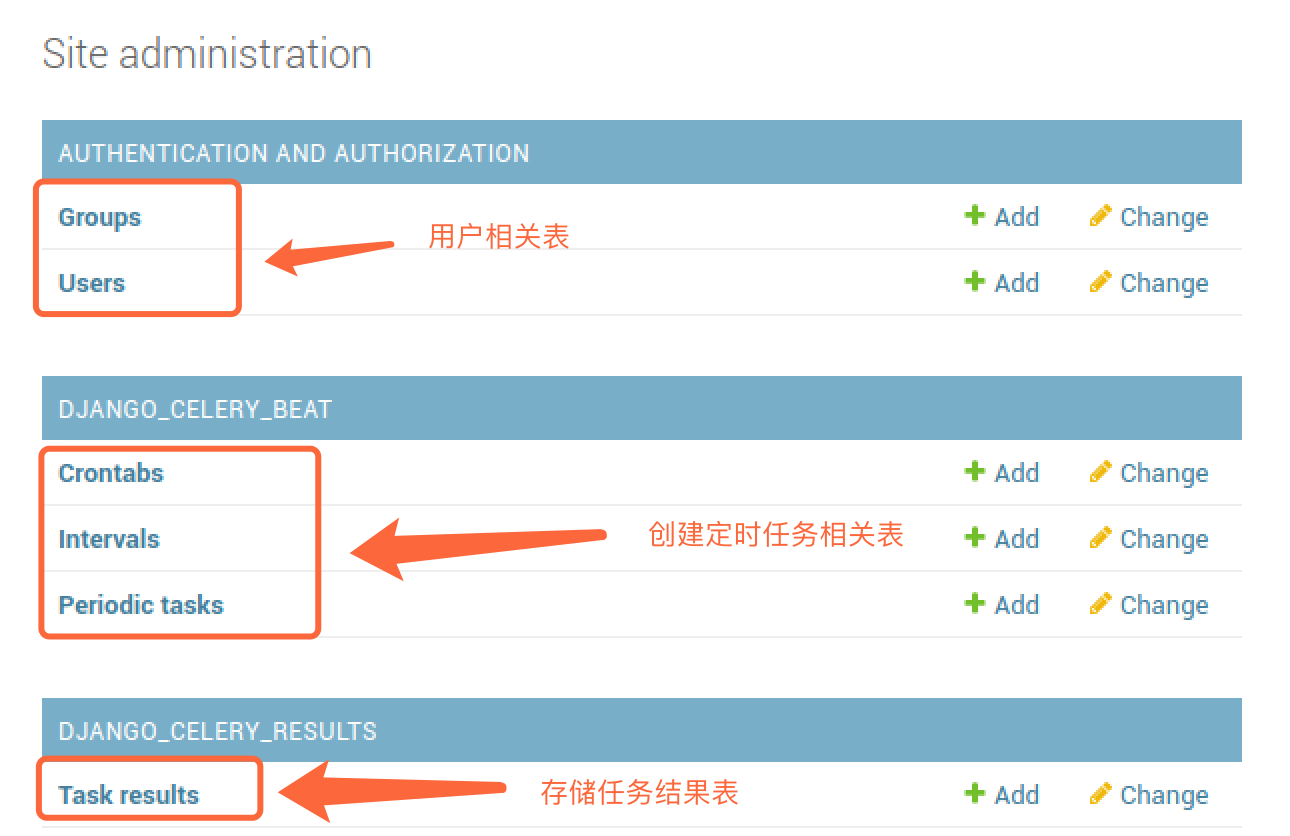 Site administration
AUTHENTICATION AND AUTHORIZATION
Groups Add Change
用户相关表
Users Add Change
DJANGO_CELERY_BEAT
Crontabs Add Change
Intervals 创建定时任务相关表 Add Change
Periodic tasks Add Change
DJANGO_CELERY_RESULTS
Task results 存储任务结果表 Add Change